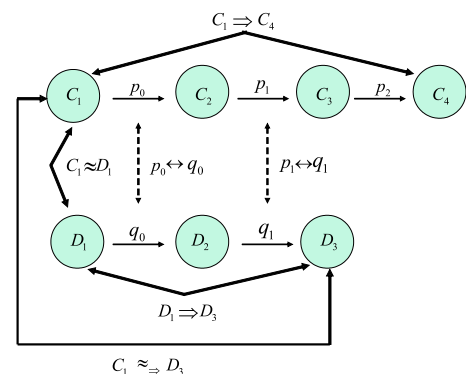 C₁ ⇒ C₄
C₁ p₀ C₂ p₁ C₃ p₂ C₄
C₁ ≈ D₁ p₀ ↔ q₀ p₁ ↔ q₁
D₁ q₀ D₂ q₁ D₃
D₁ ⇒ D₃
C₁ ≈⇒ D₃